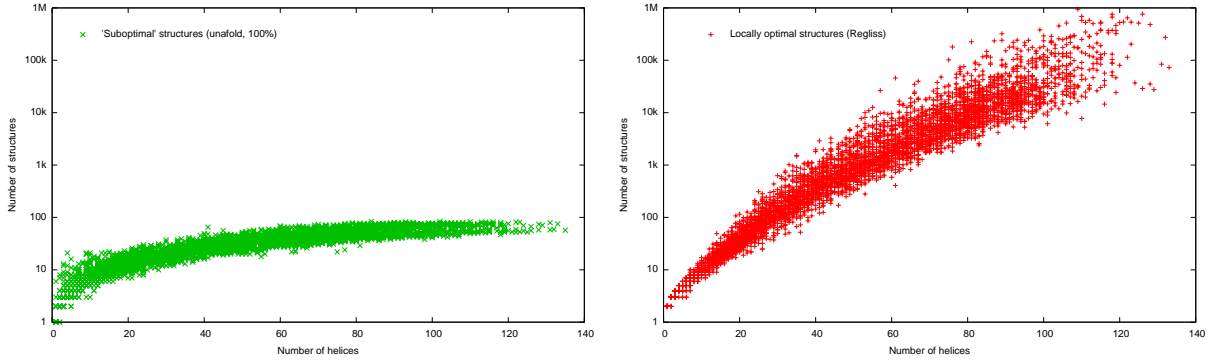 1M
100k
10k
1k
100
10
1
0
20
40
60
80
100
120
140
Number of structures
Number of helices
'Suboptimal' structures (unafold, 100%)
1M
100k
10k
1k
100
10
1
0
20
40
60
80
100
120
140
Number of structures
Number of helices
Locally optimal structures (Regliss)